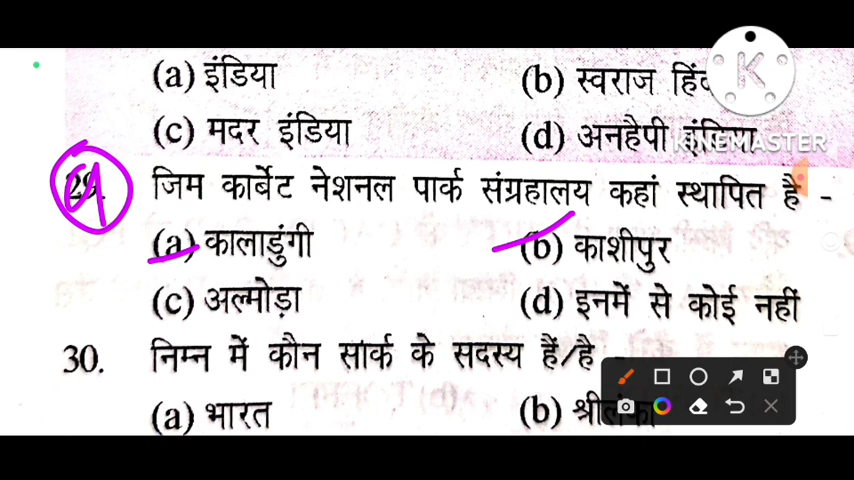 (a) इंडिया (b) स्वराज
(c) मदर इंडिया (d) अनहैपी इंडिया
K
KINEMASTER
29. जिम कार्बेट नेशनल पार्क संग्रहालय कहां स्थापित है -
(a) कालाडुंगी (b) काशीपुर
(c) अल्मोड़ा (d) इनमें से कोई नहीं
30. निम्न में कौन सार्क के सदस्य हैं/है -
(a) भारत (b) श्रीलंका